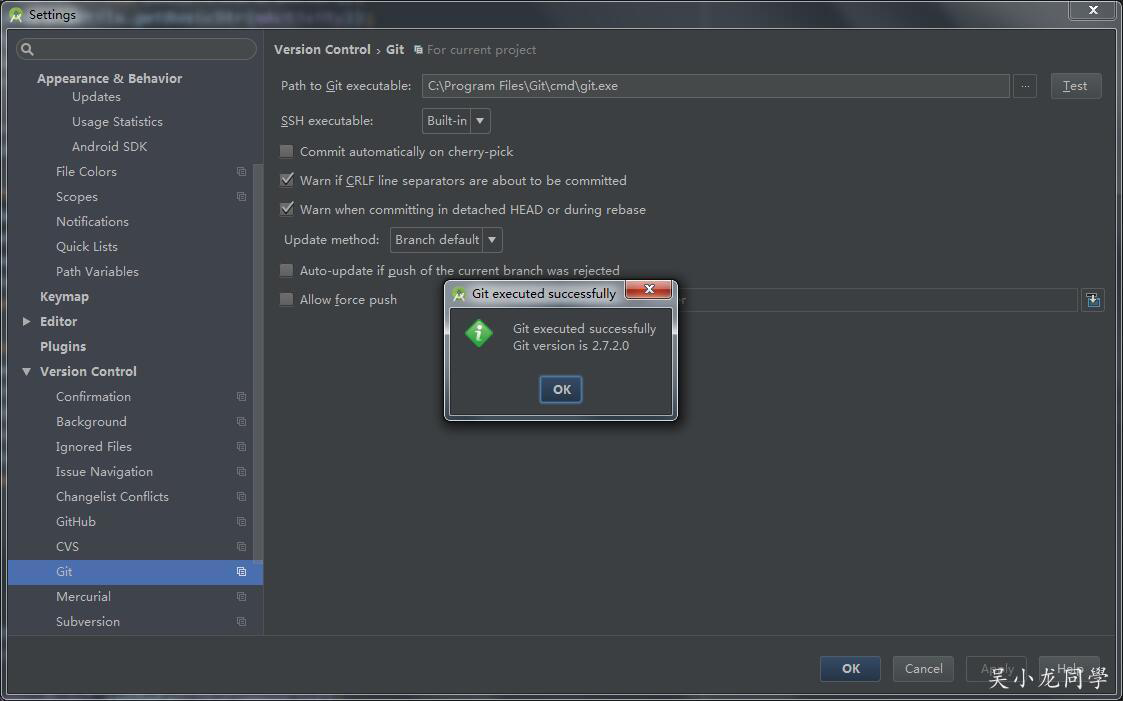 Settings
Version Control › Git For current project
Appearance & Behavior
Updates
Usage Statistics
Android SDK
File Colors
Scopes
Notifications
Quick Lists
Path Variables
Keymap
Editor
Plugins
Version Control
Confirmation
Background
Ignored Files
Issue Navigation
Changelist Conflicts
GitHub
CVS
Git
Mercurial
Subversion
Path to Git executable: C:\Program Files\Git\cmd\git.exe ... Test
SSH executable: Built-in
Commit automatically on cherry-pick
Warn if CRLF line separators are about to be committed
Warn when committing in detached HEAD or during rebase
Update method: Branch default
Auto-update if push of the current branch was rejected
Allow force push
Git executed successfully
Git executed successfully
Git version is 2.7.2.0
OK
OK Cancel Apply Help
吴小龙同學